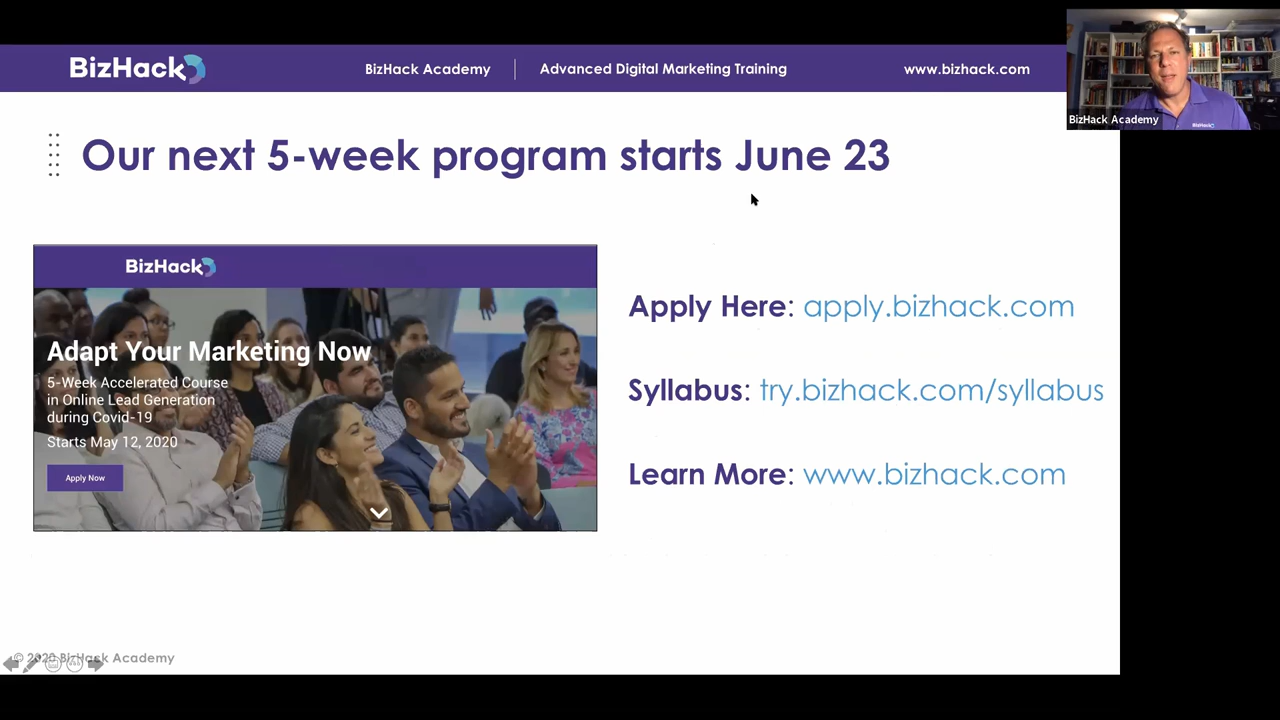 BizHack
BizHack Academy
Advanced Digital Marketing Training
www.bizhack.com
BizHack
BizHack Academy
Our next 5-week program starts June 23
BizHack
Adapt Your Marketing Now
5-Week Accelerated Course
in Online Lead Generation
during Covid-19
Starts May 12, 2020
Apply Now
Apply Here: apply.bizhack.com
Syllabus: try.bizhack.com/syllabus
Learn More: www.bizhack.com
© 2020 BizHack Academy